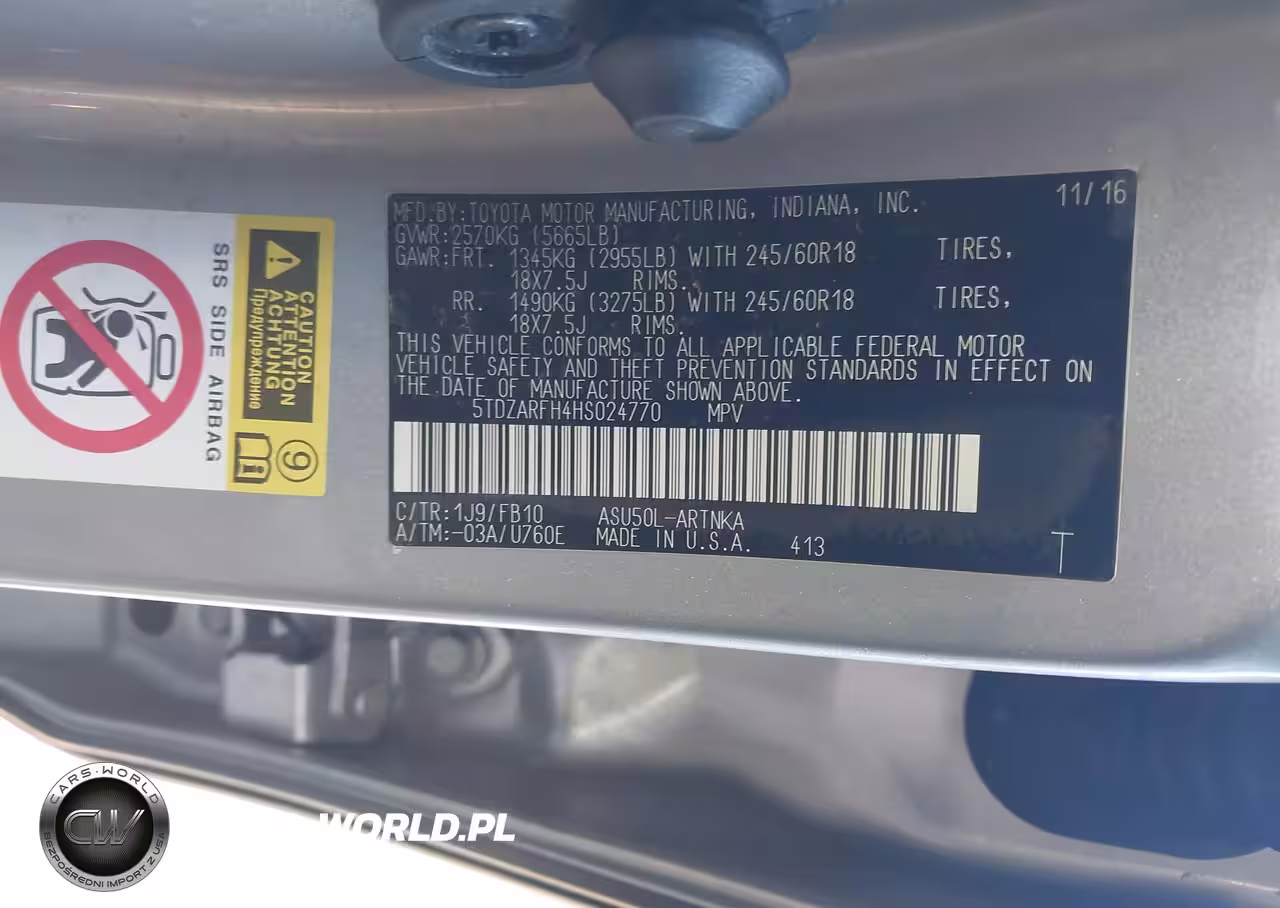 11/16
MFD.BY:TOYOTA MOTOR MANUFACTURING, INDIANA, INC.
GVWR:2570KG (5665LB)
GAWR:FRT. 1345KG (2955LB) WITH 245/60R18 TIRES,
18X7.5J RIMS.
RR. 1490KG (3275LB) WITH 245/60R18 TIRES,
18X7.5J RIMS.
THIS VEHICLE CONFORMS TO ALL APPLICABLE FEDERAL MOTOR
VEHICLE SAFETY AND THEFT PREVENTION STANDARDS IN EFFECT ON
THE DATE OF MANUFACTURE SHOWN ABOVE.
5TDZARFH4HS024770 MPV
C/TR:1J9/FB10 ASU50L-ARTNKA
A/TM:-03A/U760E MADE IN U.S.A. 413
T
CAUTION
ATTENTION
ACHTUNG
Предупреждение
9
i
SRS SIDE AIRBAG
CARS-WORLD
CW
BEZPOŚREDNI IMPORT Z USA
WORLD.PL